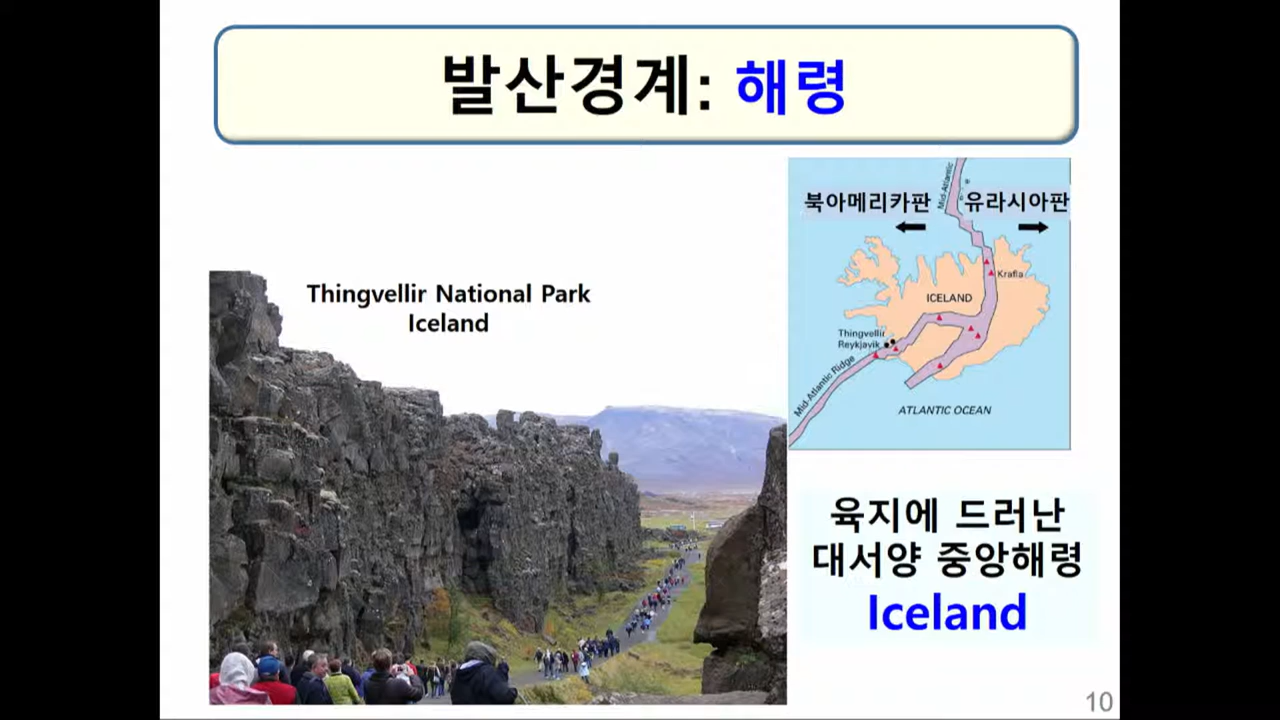 발산경계: 해령
Thingvellir National Park
Iceland
Mid-Atlantic
북아메리카판
유라시아판
Krafla
ICELAND
Thingvellir
Reykjavik
Mid-Atlantic Ridge
ATLANTIC OCEAN
육지에 드러난
대서양 중앙해령
Iceland
10